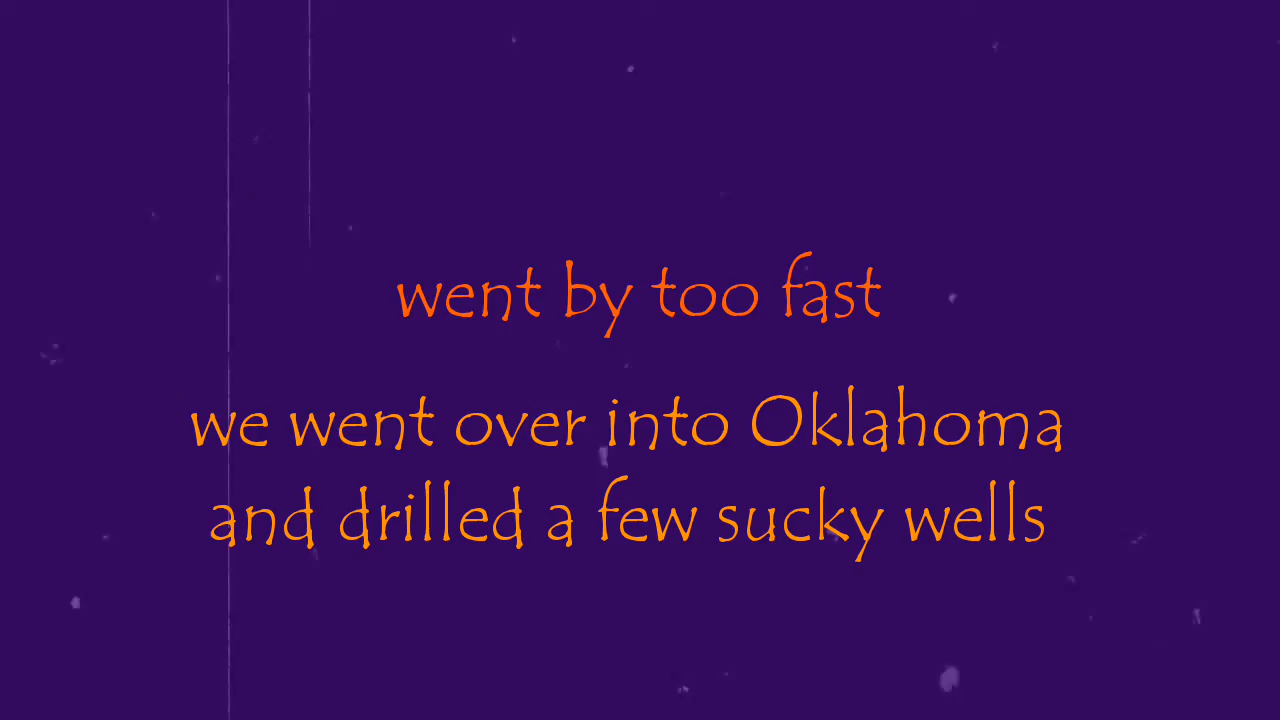 went by too fast
we went over into Oklahoma
and drilled a few sucky wells